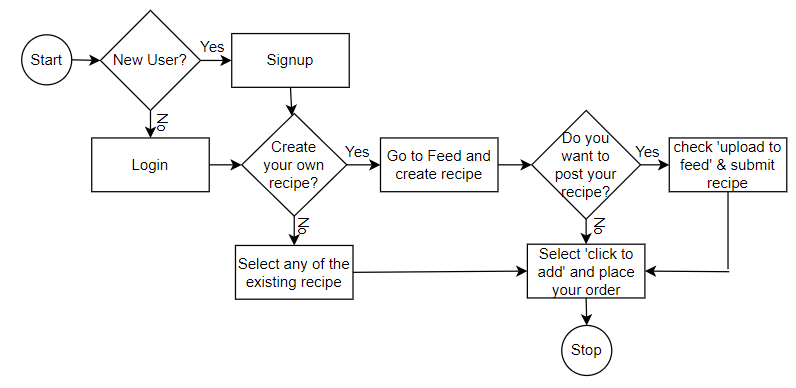 Start
New User?
Yes
Signup
No
Login
Create
your own
recipe?
Yes
Go to Feed and
create recipe
Do you
want to
post your
recipe?
Yes
check 'upload to
feed' & submit
recipe
No
Select any of the
existing recipe
No
Select 'click to
add' and place
your order
Stop